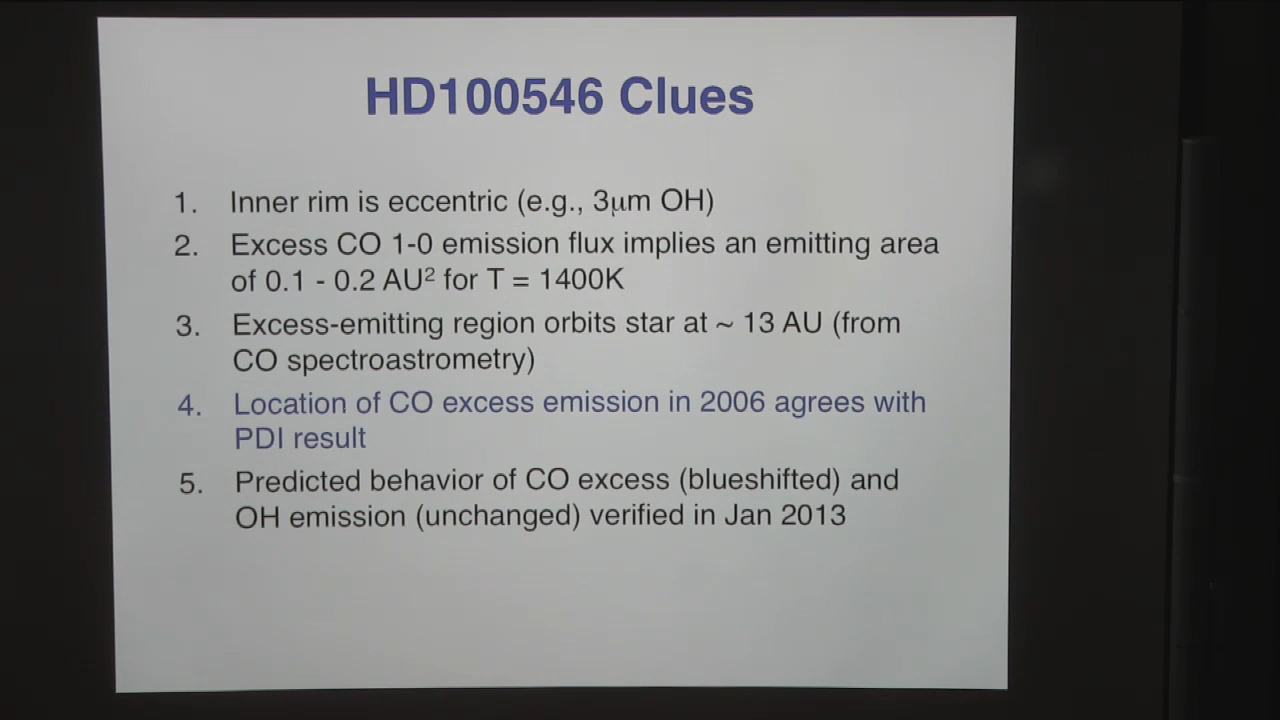 HD100546 Clues
1. Inner rim is eccentric (e.g., 3μm OH)
2. Excess CO 1-0 emission flux implies an emitting area
of 0.1 - 0.2 AU² for T = 1400K
3. Excess-emitting region orbits star at ~ 13 AU (from
CO spectroastrometry)
4. Location of CO excess emission in 2006 agrees with
PDI result
5. Predicted behavior of CO excess (blueshifted) and
OH emission (unchanged) verified in Jan 2013